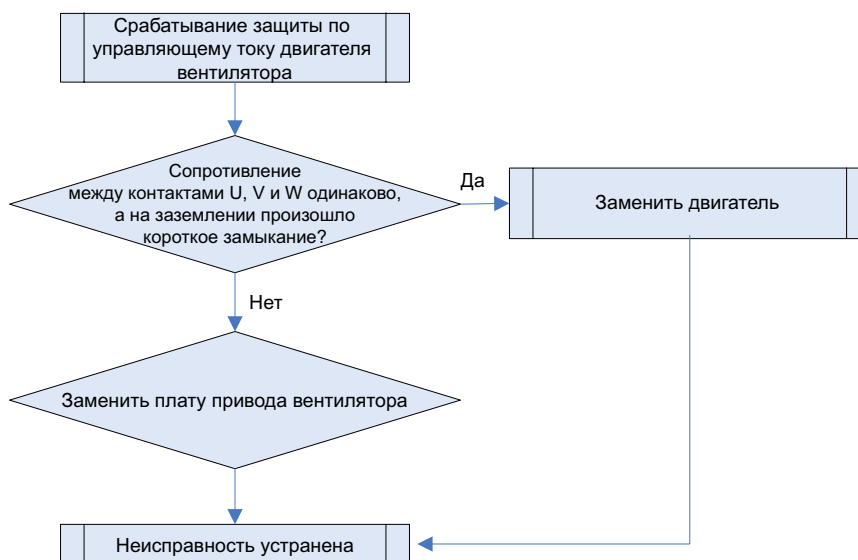 Срабатывание защиты по
управляющему току двигателя
вентилятора
Сопротивление
между контактами U, V и W одинаково,
а на заземлении произошло
короткое замыкание?
Да
Заменить двигатель
Нет
Заменить плату привода вентилятора
Неисправность устранена